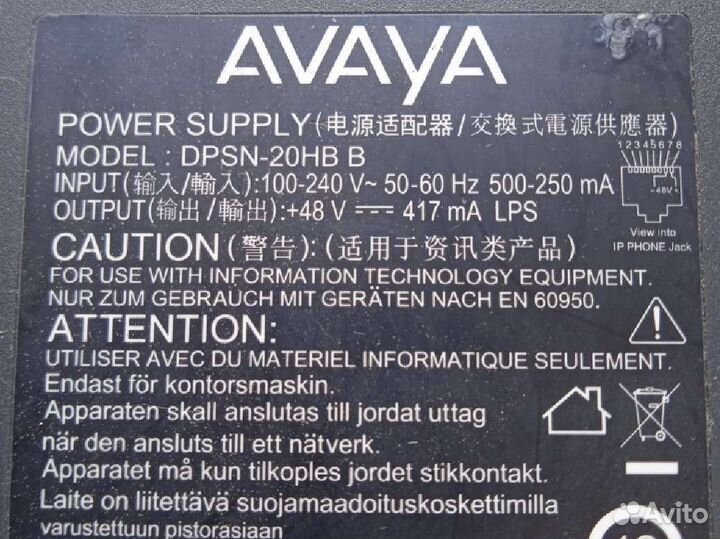 AVAYA
POWER SUPPLY(电源适配器/交換式電源供應器)
MODEL : DPSN-20HB B
12345678
INPUT(输入/輸入):100-240 V~ 50-60 Hz 500-250 mA
-48V+
OUTPUT(输出/輸出):+48 V ⎓ 417 mA LPS
View into
IP PHONE Jack
CAUTION(警告):(适用于资讯类产品)
FOR USE WITH INFORMATION TECHNOLOGY EQUIPMENT.
NUR ZUM GEBRAUCH MIT GERÄTEN NACH EN 60950.
ATTENTION:
UTILISER AVEC DU MATERIEL INFORMATIQUE SEULEMENT.
Endast för kontorsmaskin.
Apparaten skall anslutas till jordat uttag
när den ansluts till ett nätverk.
Apparatet må kun tilkoples jordet stikkontakt.
Laite on liitettävä suojamaadoituskoskettimilla
varustettuun pistorasiaan
Avito